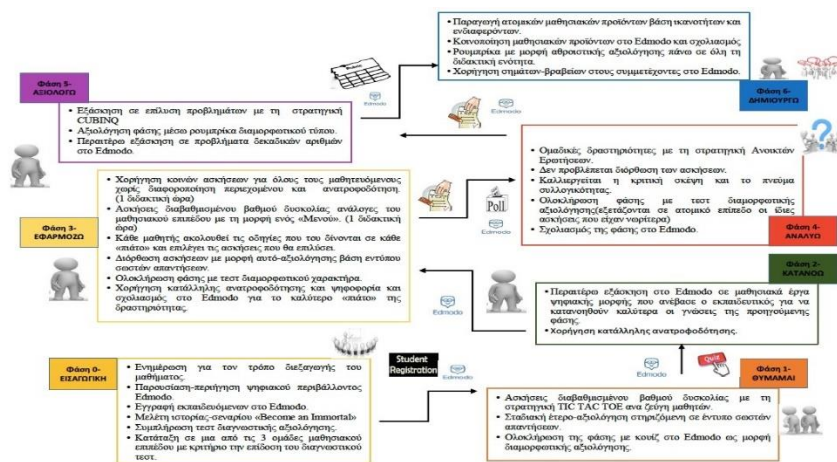 • Παραγωγή ατομικών μαθησιακών προϊόντων βάση ικανοτήτων και
ενδιαφερόντων.
• Κοινοποίηση μαθησιακών προϊόντων στο Edmodo και σχολιασμός
• Ρουμπρίκα με μορφή αθροιστικής αξιολόγησης πάνω σε όλη τη
διδακτική ενότητα.
• Χορήγηση σημάτων-βραβείων στους συμμετέχοντες στο Edmodo.
Φάση 6-
ΔΗΜΙΟΥΡΓΩ
Φάση 5-
ΑΞΙΟΛΟΓΩ
Edmodo
Edmodo
• Εξάσκηση σε επίλυση προβλημάτων με τη στρατηγική
CUBINQ
• Αξιολόγηση φάσης μέσω ρουμπρίκα διαμορφωτικού τύπου.
• Περαιτέρω εξάσκηση σε προβλήματα δεκαδικών αριθμών
στο Edmodo.
• Ομαδικές δραστηριότητες με τη στρατηγική Ανοικτών
Ερωτήσεων.
• Δεν προβλέπεται διόρθωση των ασκήσεων.
• Καλλιεργείται η κριτική σκέψη και το πνεύμα
συλλογικότητας.
• Ολοκλήρωση φάσης με τεστ διαμορφωτικής
αξιολόγησης(εξετάζονται σε ατομικό επίπεδο οι ίδιες
ασκήσεις που είχαν νωρίτερα)
• Σχολιασμός της φάσης στο Edmodo.
Φάση 4-
ΑΝΑΛΥΩ
Poll
Edmodo
Φάση 3-
ΕΦΑΡΜΟΖΩ
• Χορήγηση κοινών ασκήσεων για όλους τους μαθητευόμενους
χωρίς διαφοροποίηση περιεχομένου και ανατροφοδότηση.
(1 διδακτική ώρα)
• Ασκήσεις διαβαθμισμένου βαθμού δυσκολίας ανάλογες του
μαθησιακού επιπέδου με τη μορφή ενός «Μενού». (1 διδακτική
ώρα)
• Κάθε μαθητής ακολουθεί τις οδηγίες που του δίνονται σε κάθε
«πιάτο» και επιλέγει τις ασκήσεις που θα επιλύσει.
• Διόρθωση ασκήσεων με μορφή αυτό-αξιολόγησης βάση εντύπου
σωστών απαντήσεων.
• Ολοκλήρωση φάσης με τεστ διαμορφωτικού χαρακτήρα.
• Χορήγηση κατάλληλης ανατροφοδότησης και ψηφοφορία και
σχολιασμός στο Edmodo για το καλύτερο «πιάτο» της
δραστηριότητας.
Edmodo
Φάση 2-
ΚΑΤΑΝΟΩ
• Περαιτέρω εξάσκηση στο Edmodo σε μαθησιακά έργα
ψηφιακής μορφής που ανέβασε ο εκπαιδευτικός για να
κατανοηθούν καλύτερα οι γνώσεις της προηγούμενης
φάσης.
• Χορήγηση κατάλληλης ανατροφοδότησης.
Φάση 0-
ΕΙΣΑΓΩΓΙΚΗ
• Ενημέρωση για τον τρόπο διεξαγωγής του
μαθήματος.
• Παρουσίαση-περιήγηση ψηφιακού περιβάλλοντος
Edmodo.
• Εγγραφή εκπαιδευόμενων στο Edmodo.
• Μελέτη ιστορίας-σεναρίου «Become an Immortal»
• Συμπλήρωση τεστ διαγνωστικής αξιολόγησης.
• Κατάταξη σε μια από τις 3 ομάδες μαθησιακού
επιπέδου με κριτήριο την επίδοση του διαγνωστικού
τεστ.
Student
Registration
Edmodo
Edmodo
Quiz
Φάση 1-
ΘΥΜΑΜΑΙ
• Ασκήσεις διαβαθμισμένου βαθμού δυσκολίας με τη
στρατηγική TIC TAC TOE ανα ζεύγη μαθητών.
• Σταδιακή έτερο-αξιολόγηση στηριζόμενη σε έντυπο σωστών
απαντήσεων.
• Ολοκλήρωση της φάσης με κουίζ στο Edmodo ως μορφή
διαμορφωτικής αξιολόγησης.